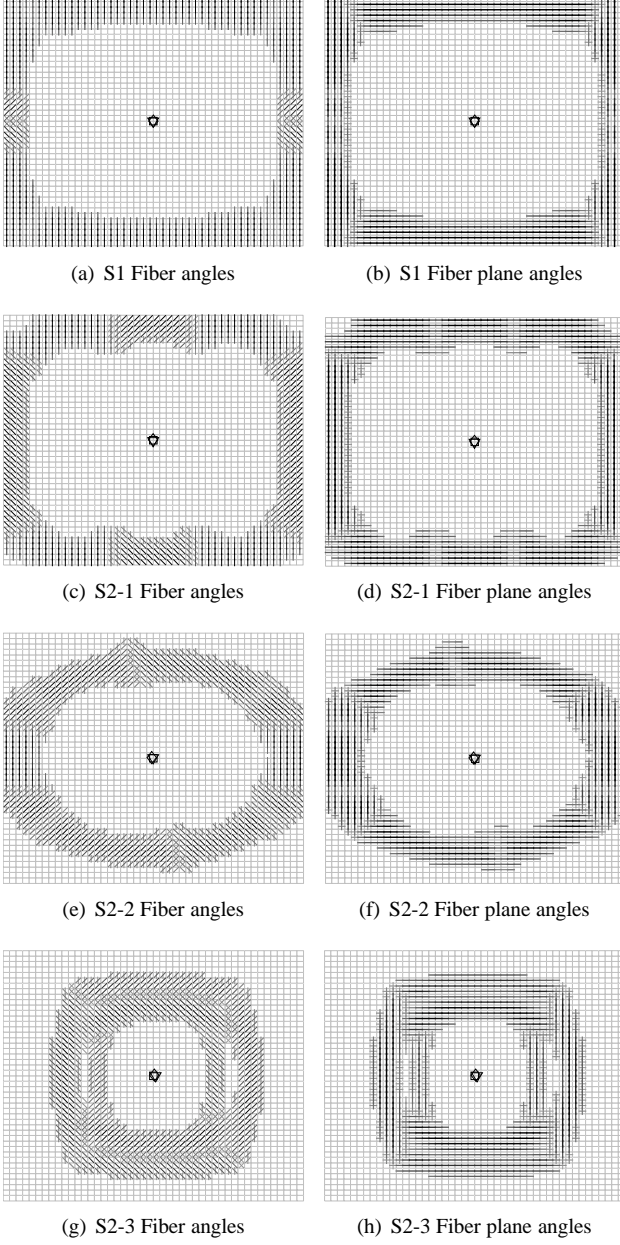 (a) S1 Fiber angles
(b) S1 Fiber plane angles
(c) S2-1 Fiber angles
(d) S2-1 Fiber plane angles
(e) S2-2 Fiber angles
(f) S2-2 Fiber plane angles
(g) S2-3 Fiber angles
(h) S2-3 Fiber plane angles